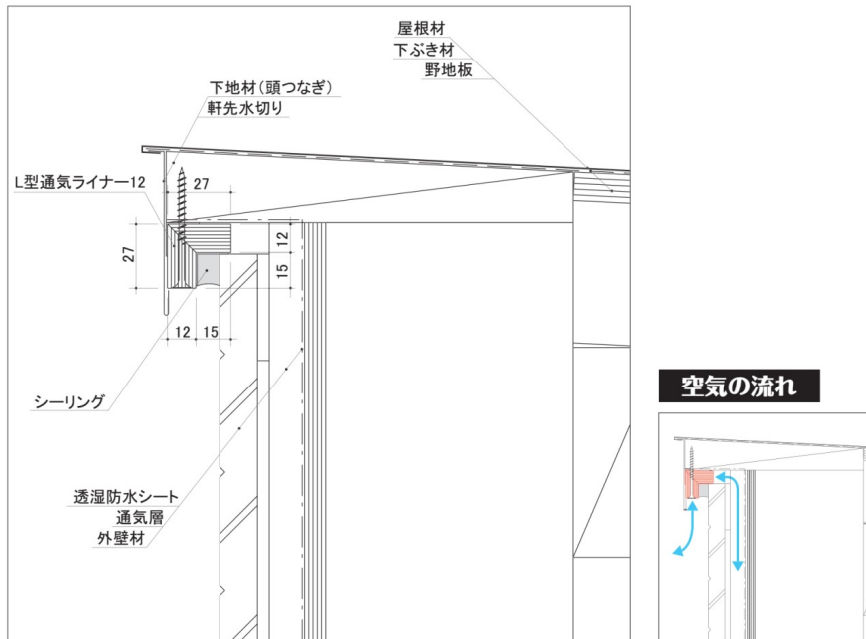 屋根材
下ぶき材
野地板
下地材(頭つなぎ)
軒先水切り
L型通気ライナー12
27
27
12
15
12
15
シーリング
透湿防水シート
通気層
外壁材
空気の流れ